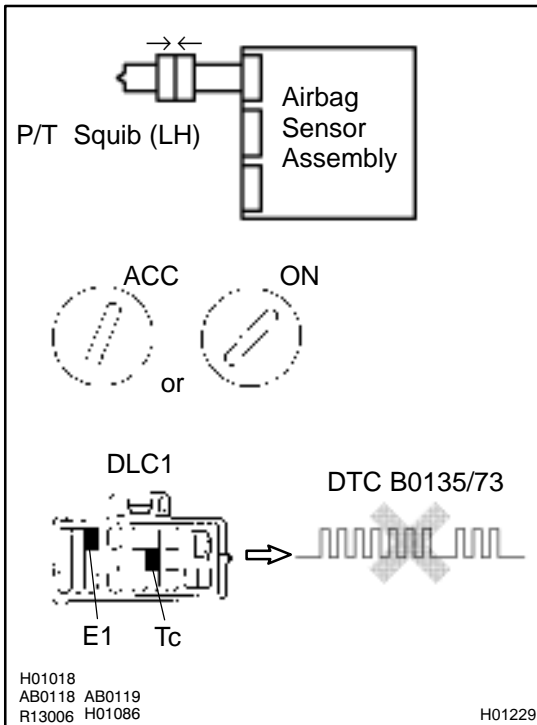 P/T Squib (LH)
Airbag
Sensor
Assembly
ACC
ON
or
DLC1
DTC B0135/73
E1
Tc
H01018
AB0118 AB0119
R13006 H01086
H01229